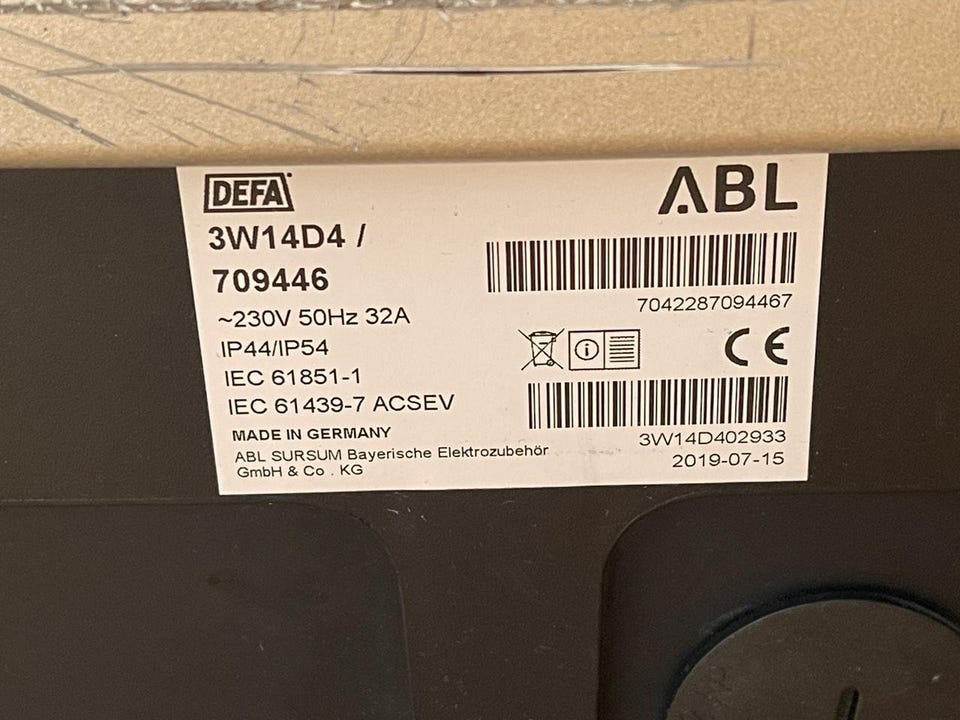 DEFA
ABL
3W14D4 /
709446
7042287094467
~230V 50Hz 32A
IP44/IP54
IEC 61851-1
IEC 61439-7 ACSEV
CE
MADE IN GERMANY
ABL SURSUM Bayerische Elektrozubehör
GmbH & Co . KG
3W14D402933
2019-07-15